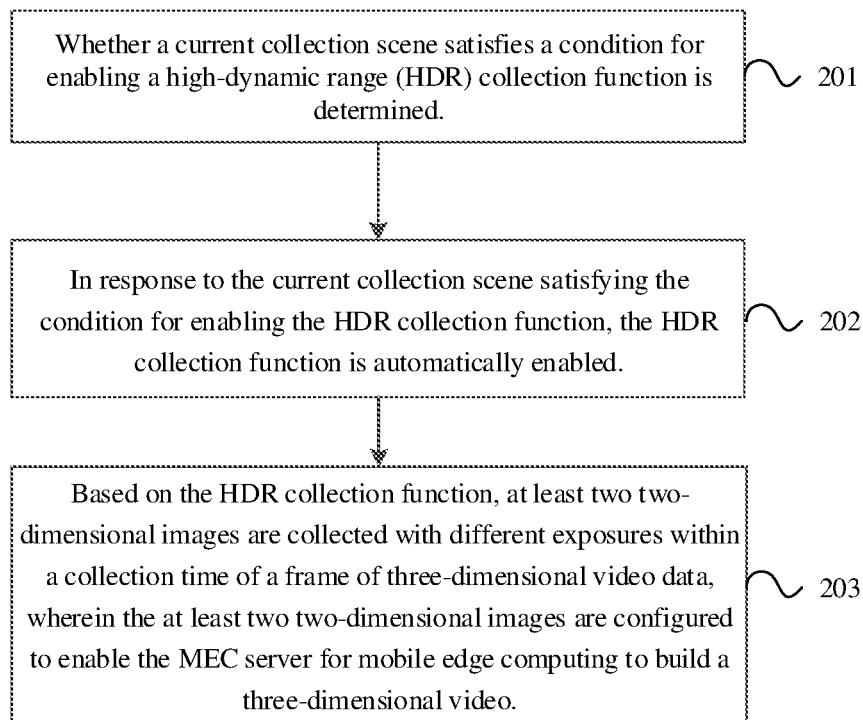 Whether a current collection scene satisfies a condition for
enabling a high-dynamic range (HDR) collection function is
determined.
201
In response to the current collection scene satisfying the
condition for enabling the HDR collection function, the HDR
collection function is automatically enabled.
202
Based on the HDR collection function, at least two two-
dimensional images are collected with different exposures within
a collection time of a frame of three-dimensional video data,
wherein the at least two two-dimensional images are configured
to enable the MEC server for mobile edge computing to build a
three-dimensional video.
203